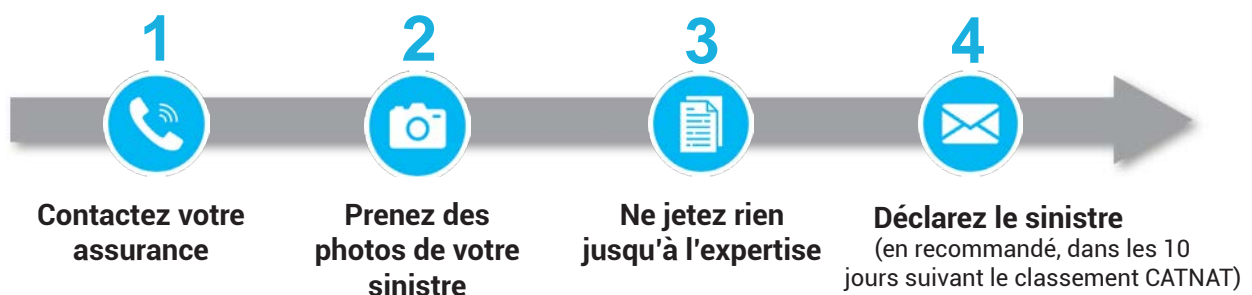 1
Contactez votre
assurance
2
Prenez des
photos de votre
sinistre
3
Ne jetez rien
jusqu'à l'expertise
4
Déclarez le sinistre
(en recommandé, dans les 10
jours suivant le classement CATNAT)